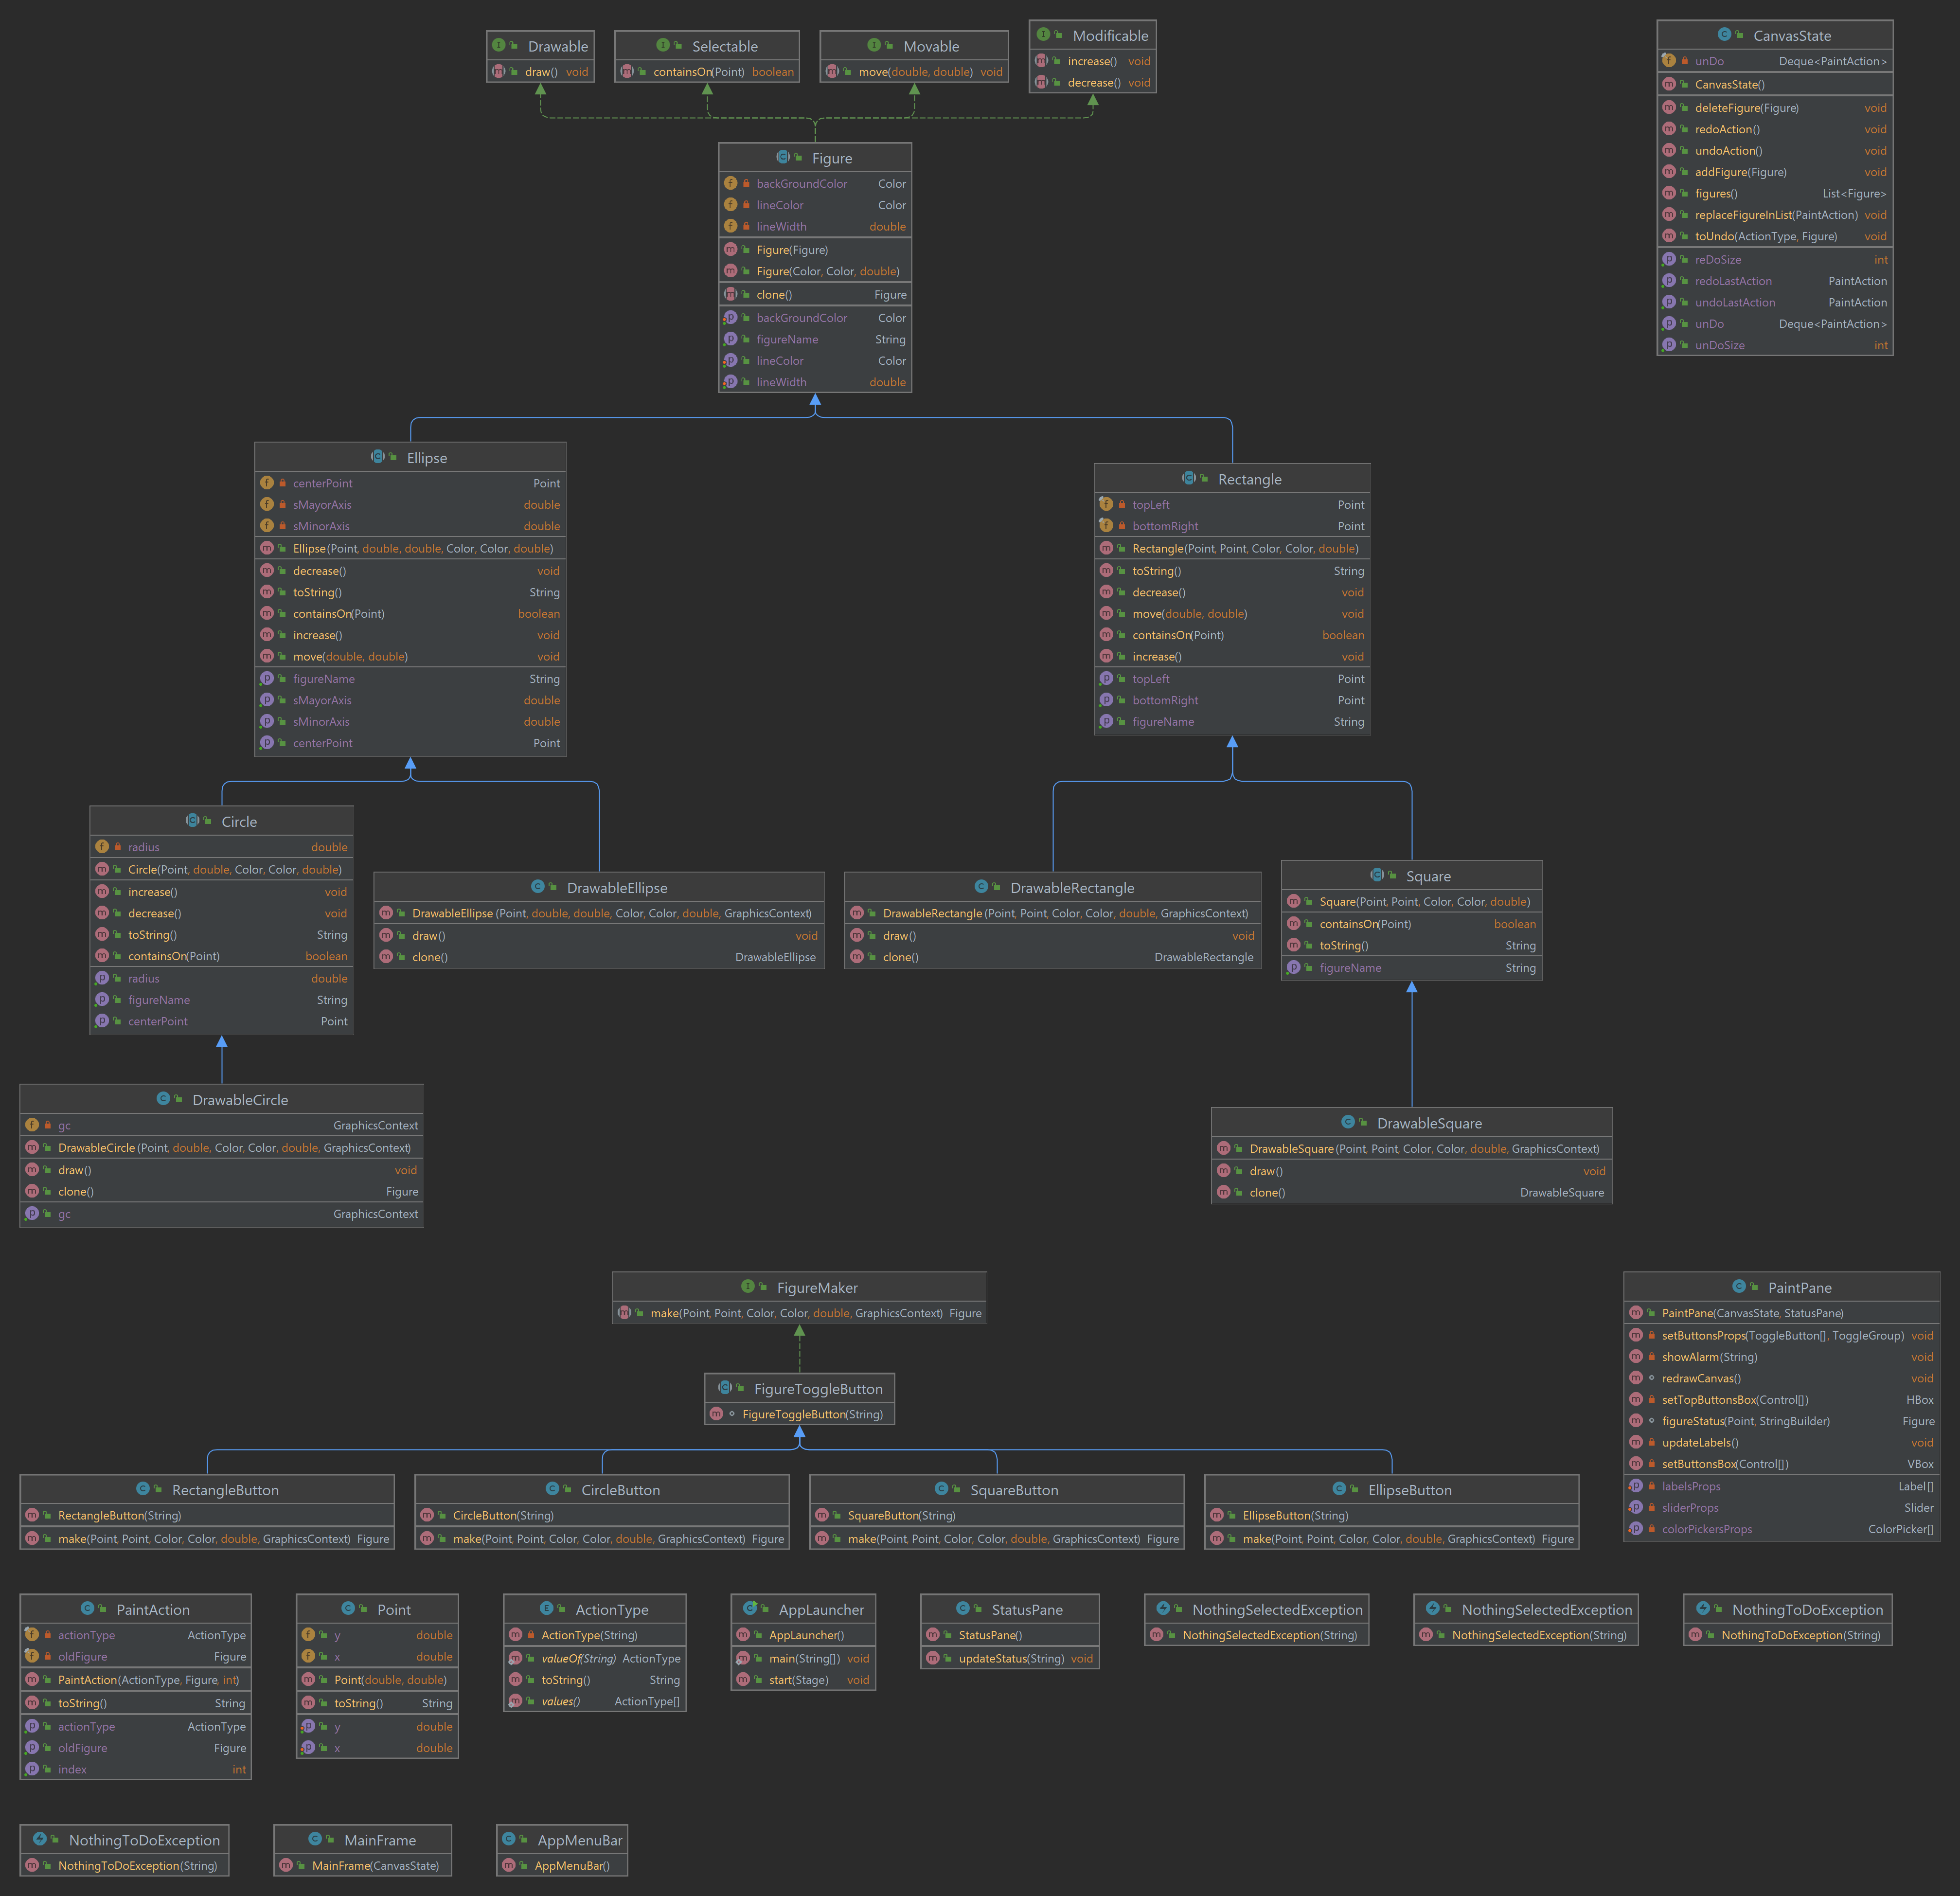 Drawable
draw() void
Selectable
containsOn(Point) boolean
Movable
move(double, double) void
Modificable
increase() void
decrease() void
CanvasState
unDo Deque<PaintAction>
CanvasState()
deleteFigure(Figure) void
redoAction() void
undoAction() void
addFigure(Figure) void
figures() List<Figure>
replaceFigureInList(PaintAction) void
toUndo(ActionType, Figure) void
reDoSize int
redoLastAction PaintAction
undoLastAction PaintAction
unDo Deque<PaintAction>
unDoSize int
Figure
backGroundColor Color
lineColor Color
lineWidth double
Figure(Figure)
Figure(Color, Color, double)
clone() Figure
backGroundColor Color
figureName String
lineColor Color
lineWidth double
Ellipse
centerPoint Point
sMayorAxis double
sMinorAxis double
Ellipse(Point, double, double, Color, Color, double)
decrease() void
toString() String
containsOn(Point) boolean
increase() void
move(double, double) void
figureName String
sMayorAxis double
sMinorAxis double
centerPoint Point
Rectangle
topLeft Point
bottomRight Point
Rectangle(Point, Point, Color, Color, double)
toString() String
decrease() void
move(double, double) void
containsOn(Point) boolean
increase() void
topLeft Point
bottomRight Point
figureName String
Circle
radius double
Circle(Point, double, Color, Color, double)
increase() void
decrease() void
toString() String
containsOn(Point) boolean
radius double
figureName String
centerPoint Point
DrawableEllipse
DrawableEllipse(Point, double, double, Color, Color, double, GraphicsContext)
draw() void
clone() DrawableEllipse
DrawableRectangle
DrawableRectangle(Point, Point, Color, Color, double, GraphicsContext)
draw() void
clone() DrawableRectangle
Square
Square(Point, Point, Color, Color, double)
containsOn(Point) boolean
toString() String
figureName String
DrawableCircle
gc GraphicsContext
DrawableCircle(Point, double, Color, Color, double, GraphicsContext)
draw() void
clone() Figure
gc GraphicsContext
DrawableSquare
DrawableSquare(Point, Point, Color, Color, double, GraphicsContext)
draw() void
clone() DrawableSquare
FigureMaker
make(Point, Point, Color, Color, double, GraphicsContext) Figure
FigureToggleButton
FigureToggleButton(String)
PaintPane
PaintPane(CanvasState, StatusPane)
setButtonsProps(ToggleButton[], ToggleGroup) void
showAlarm(String) void
redrawCanvas() void
setTopButtonsBox(Control[]) HBox
figureStatus(Point, StringBuilder) Figure
updateLabels() void
setButtonsBox(Control[]) VBox
labelsProps Label[]
sliderProps Slider
colorPickersProps ColorPicker[]
RectangleButton
RectangleButton(String)
make(Point, Point, Color, Color, double, GraphicsContext) Figure
CircleButton
CircleButton(String)
make(Point, Point, Color, Color, double, GraphicsContext) Figure
SquareButton
SquareButton(String)
make(Point, Point, Color, Color, double, GraphicsContext) Figure
EllipseButton
EllipseButton(String)
make(Point, Point, Color, Color, double, GraphicsContext) Figure
PaintAction
actionType ActionType
oldFigure Figure
PaintAction(ActionType, Figure, int)
toString() String
actionType ActionType
oldFigure Figure
index int
Point
y double
x double
Point(double, double)
toString() String
y double
x double
ActionType
ActionType(String)
valueOf(String) ActionType
toString() String
values() ActionType[]
AppLauncher
AppLauncher()
main(String[]) void
start(Stage) void
StatusPane
StatusPane()
updateStatus(String) void
NothingSelectedException
NothingSelectedException(String)
NothingSelectedException
NothingSelectedException(String)
NothingToDoException
NothingToDoException(String)
NothingToDoException
NothingToDoException(String)
MainFrame
MainFrame(CanvasState)
AppMenuBar
AppMenuBar()